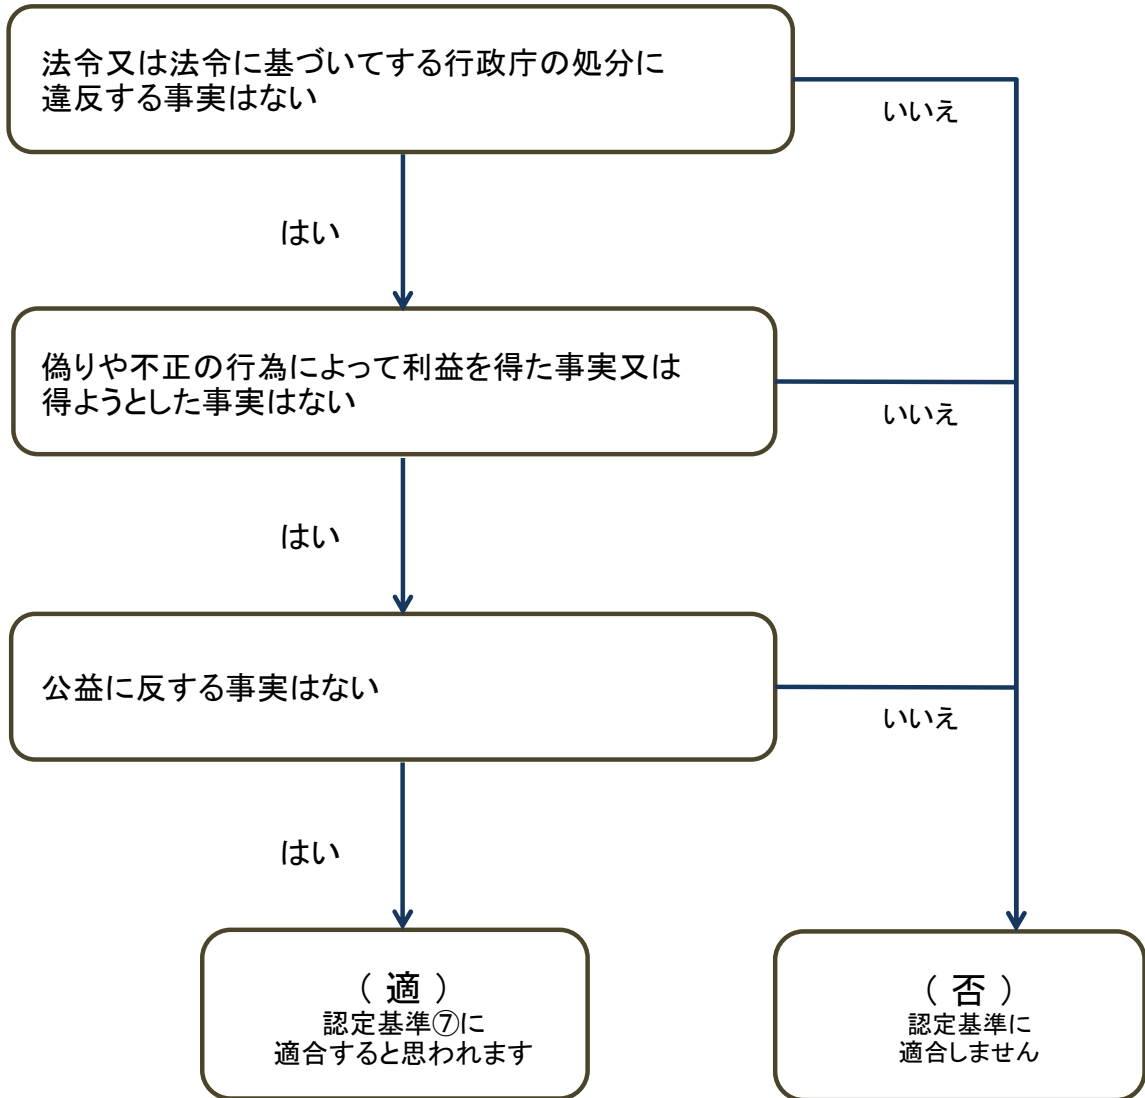 法令又は法令に基づいてする行政庁の処分に
違反する事実はない
いいえ
はい
偽りや不正の行為によって利益を得た事実又は
得ようとした事実はない
いいえ
はい
公益に反する事実はない
いいえ
はい
（ 適 ）
認定基準⑦に
適合すると思われます
（ 否 ）
認定基準に
適合しません